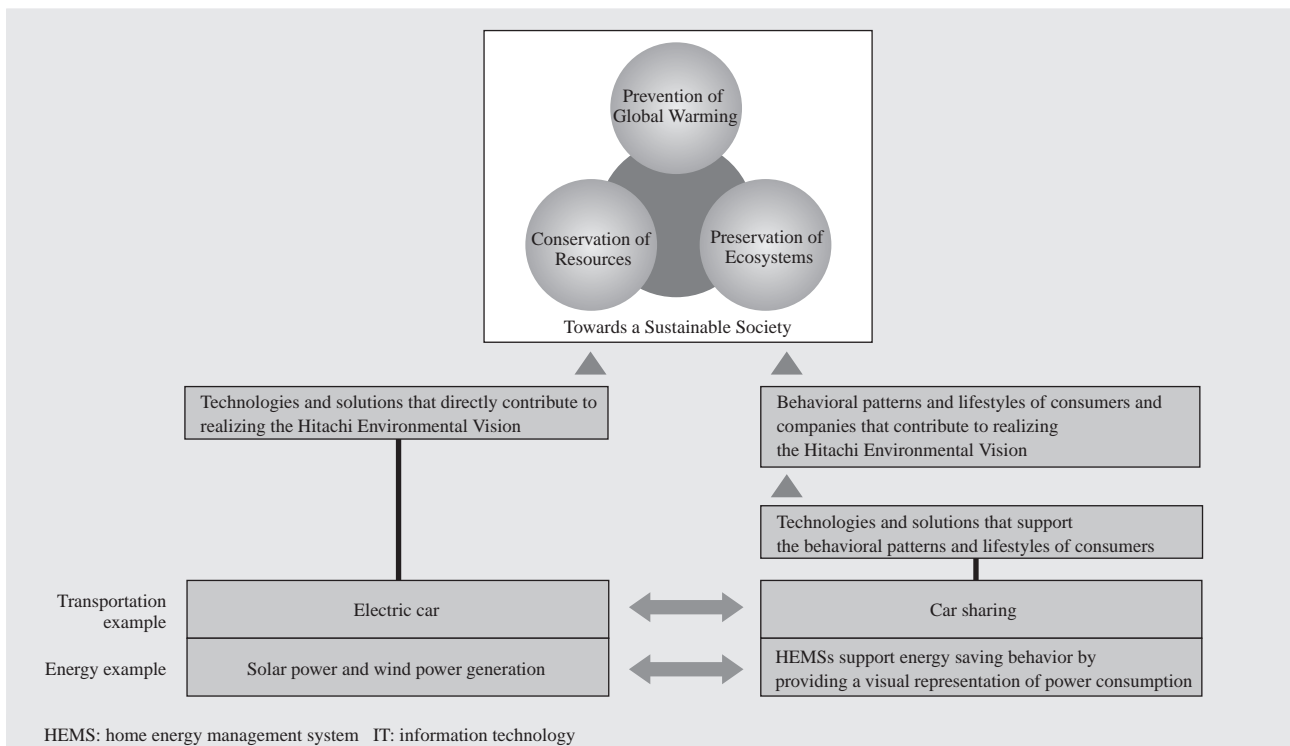 Prevention of
Global Warming
Conservation of
Resources
Preservation of
Ecosystems
Towards a Sustainable Society
Technologies and solutions that directly contribute to
realizing the Hitachi Environmental Vision
Behavioral patterns and lifestyles of consumers and
companies that contribute to realizing
the Hitachi Environmental Vision
Technologies and solutions that support
the behavioral patterns and lifestyles of consumers
Transportation
example
Electric car
Car sharing
Energy example
Solar power and wind power generation
HEMSs support energy saving behavior by
providing a visual representation of power consumption
HEMS: home energy management system   IT: information technology